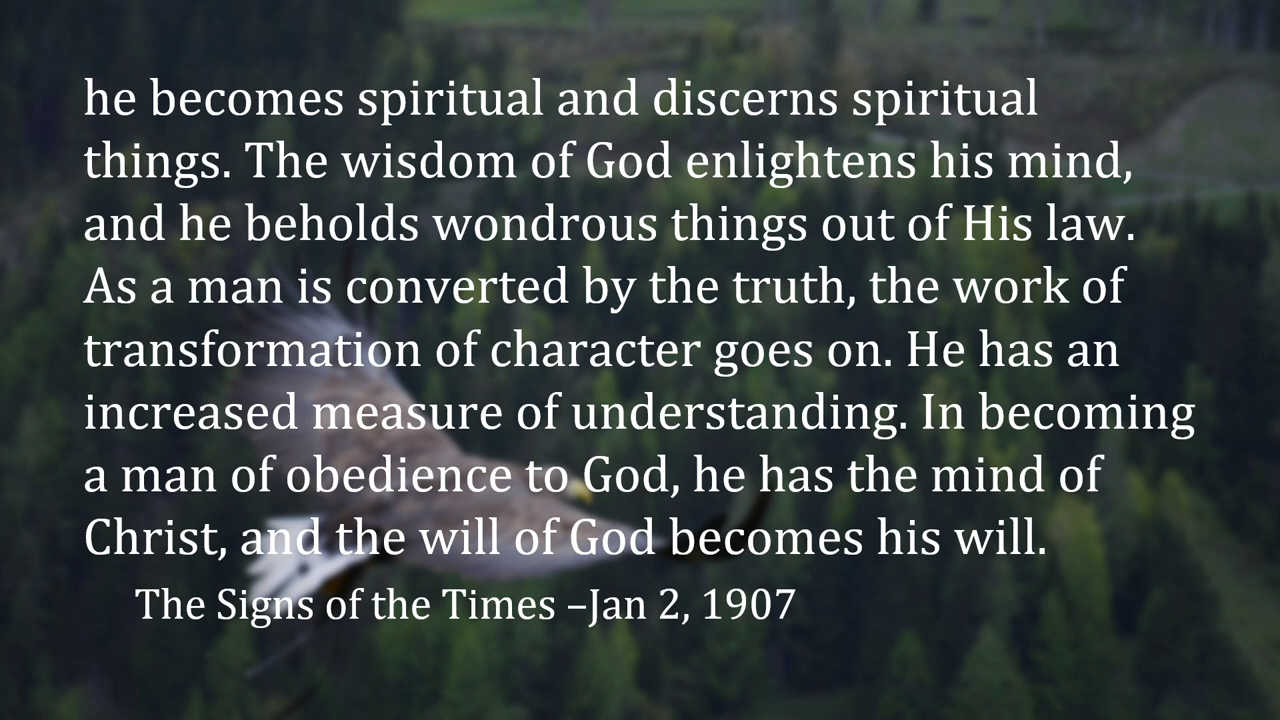 he becomes spiritual and discerns spiritual
things. The wisdom of God enlightens his mind,
and he beholds wondrous things out of His law.
As a man is converted by the truth, the work of
transformation of character goes on. He has an
increased measure of understanding. In becoming
a man of obedience to God, he has the mind of
Christ, and the will of God becomes his will.
The Signs of the Times –Jan 2, 1907